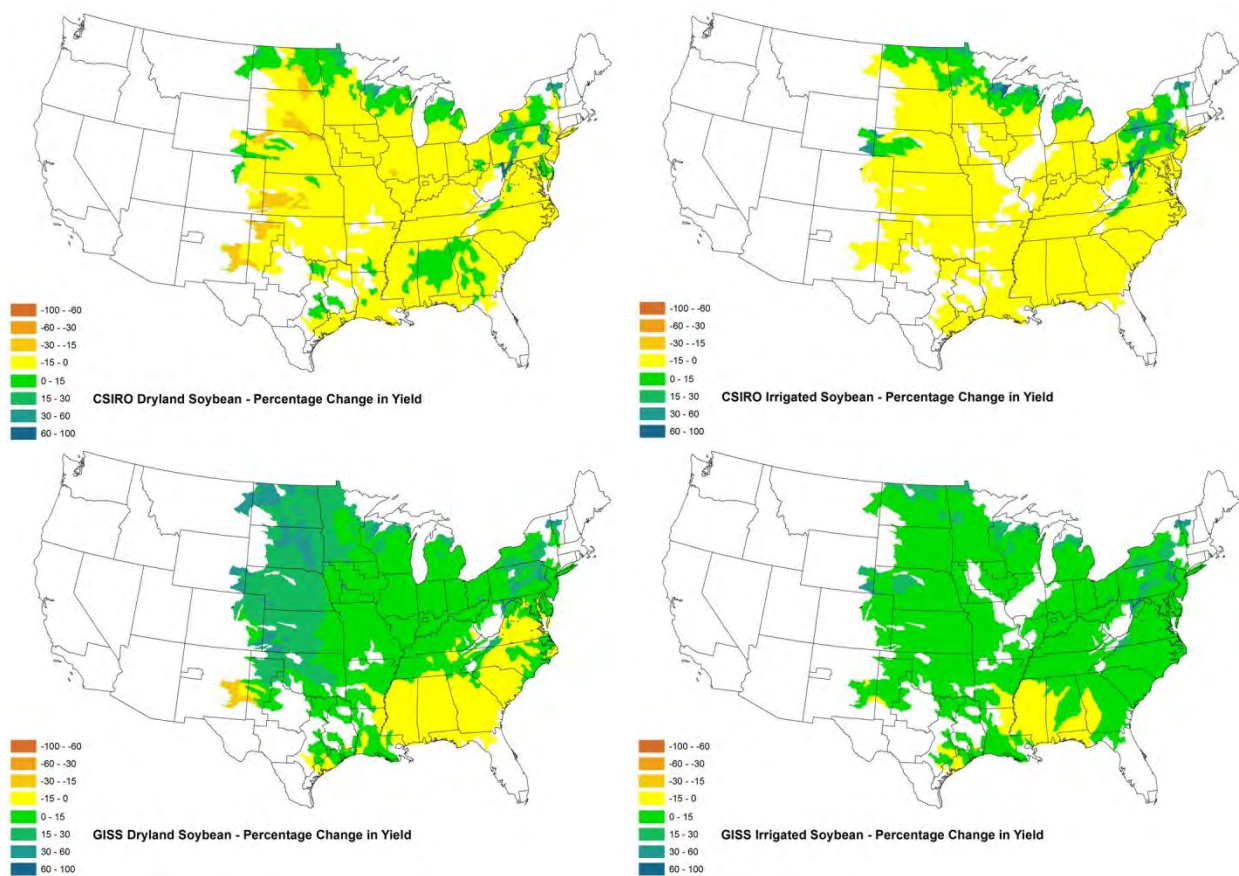 -100 - -60
-60 - -30
-30 - -15
-15 - 0
0 - 15
15 - 30
30 - 60
60 - 100
CSIRO Dryland Soybean - Percentage Change in Yield
-100 - -60
-60 - -30
-30 - -15
-15 - 0
0 - 15
15 - 30
30 - 60
60 - 100
CSIRO Irrigated Soybean - Percentage Change in Yield
-100 - -60
-60 - -30
-30 - -15
-15 - 0
0 - 15
15 - 30
30 - 60
60 - 100
GISS Dryland Soybean - Percentage Change in Yield
-100 - -60
-60 - -30
-30 - -15
-15 - 0
0 - 15
15 - 30
30 - 60
60 - 100
GISS Irrigated Soybean - Percentage Change in Yield